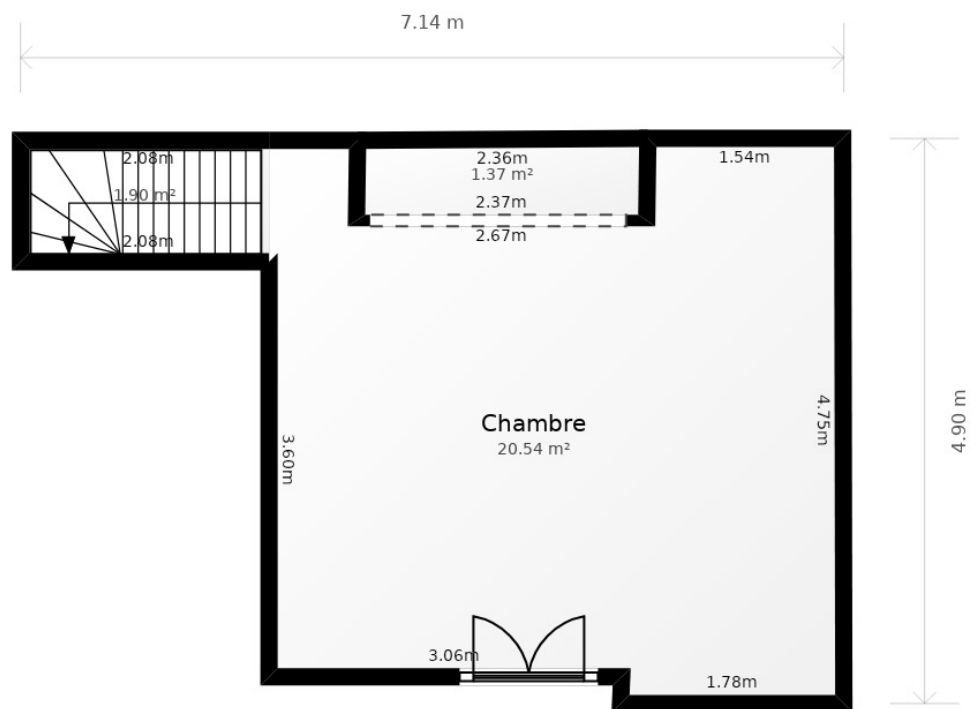 7.14 m
2.08m
1.90 m²
2.08m
2.36m
1.37 m²
2.37m
2.67m
1.54m
4.90 m
4.75m
Chambre
20.54 m²
3.60m
3.06m
1.78m